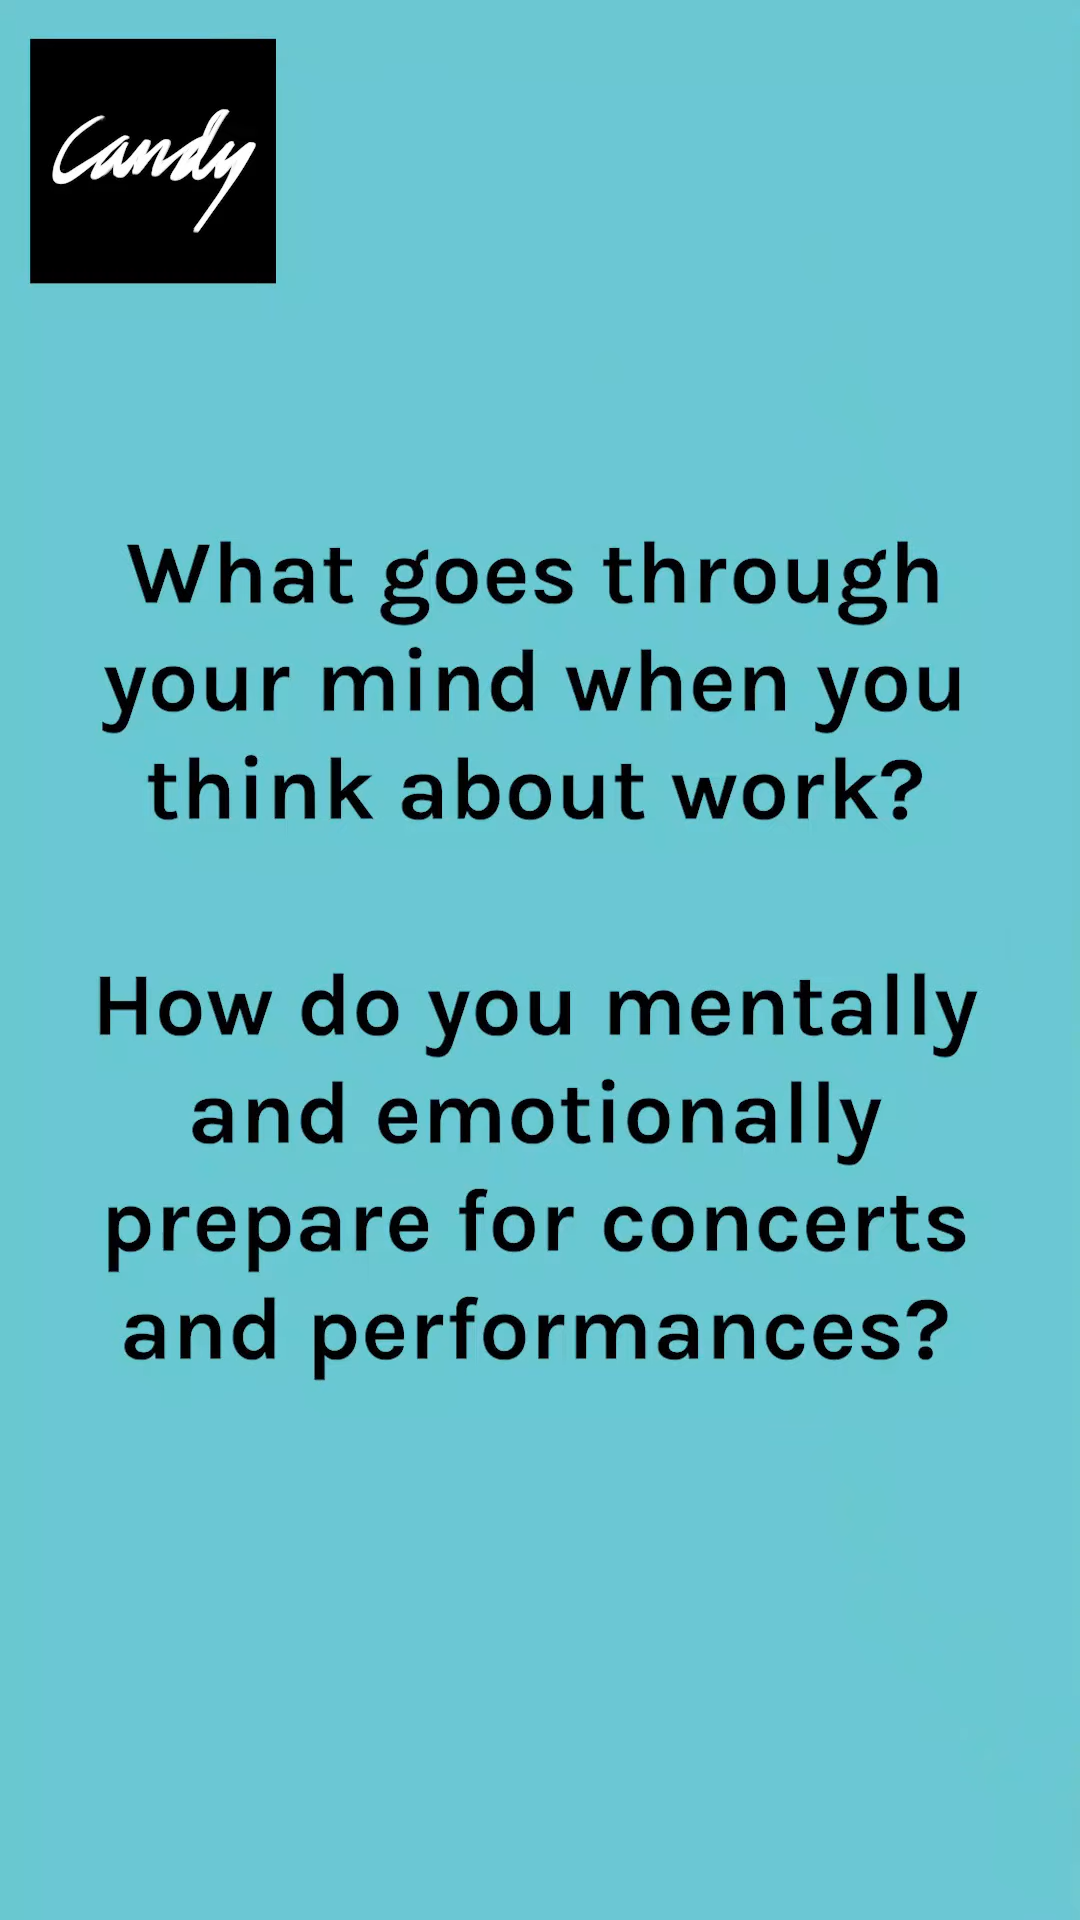 Candy
What goes through
your mind when you
think about work?
How do you mentally
and emotionally
prepare for concerts
and performances?